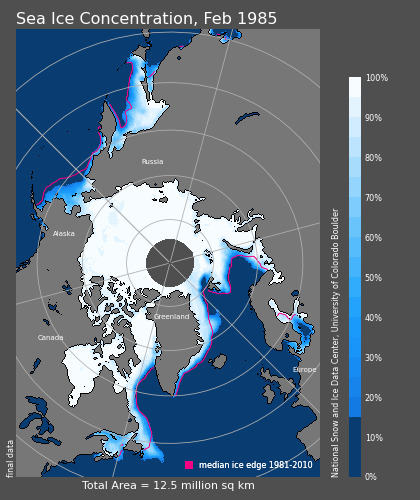 Sea Ice Concentration, Feb 1985
100%
90%
80%
70%
60%
50%
40%
30%
20%
10%
0%
Russia
Alaska
Canada
Greenland
Europe
National Snow and Ice Data Center, University of Colorado Boulder
final data
median ice edge 1981-2010
Total Area = 12.5 million sq km